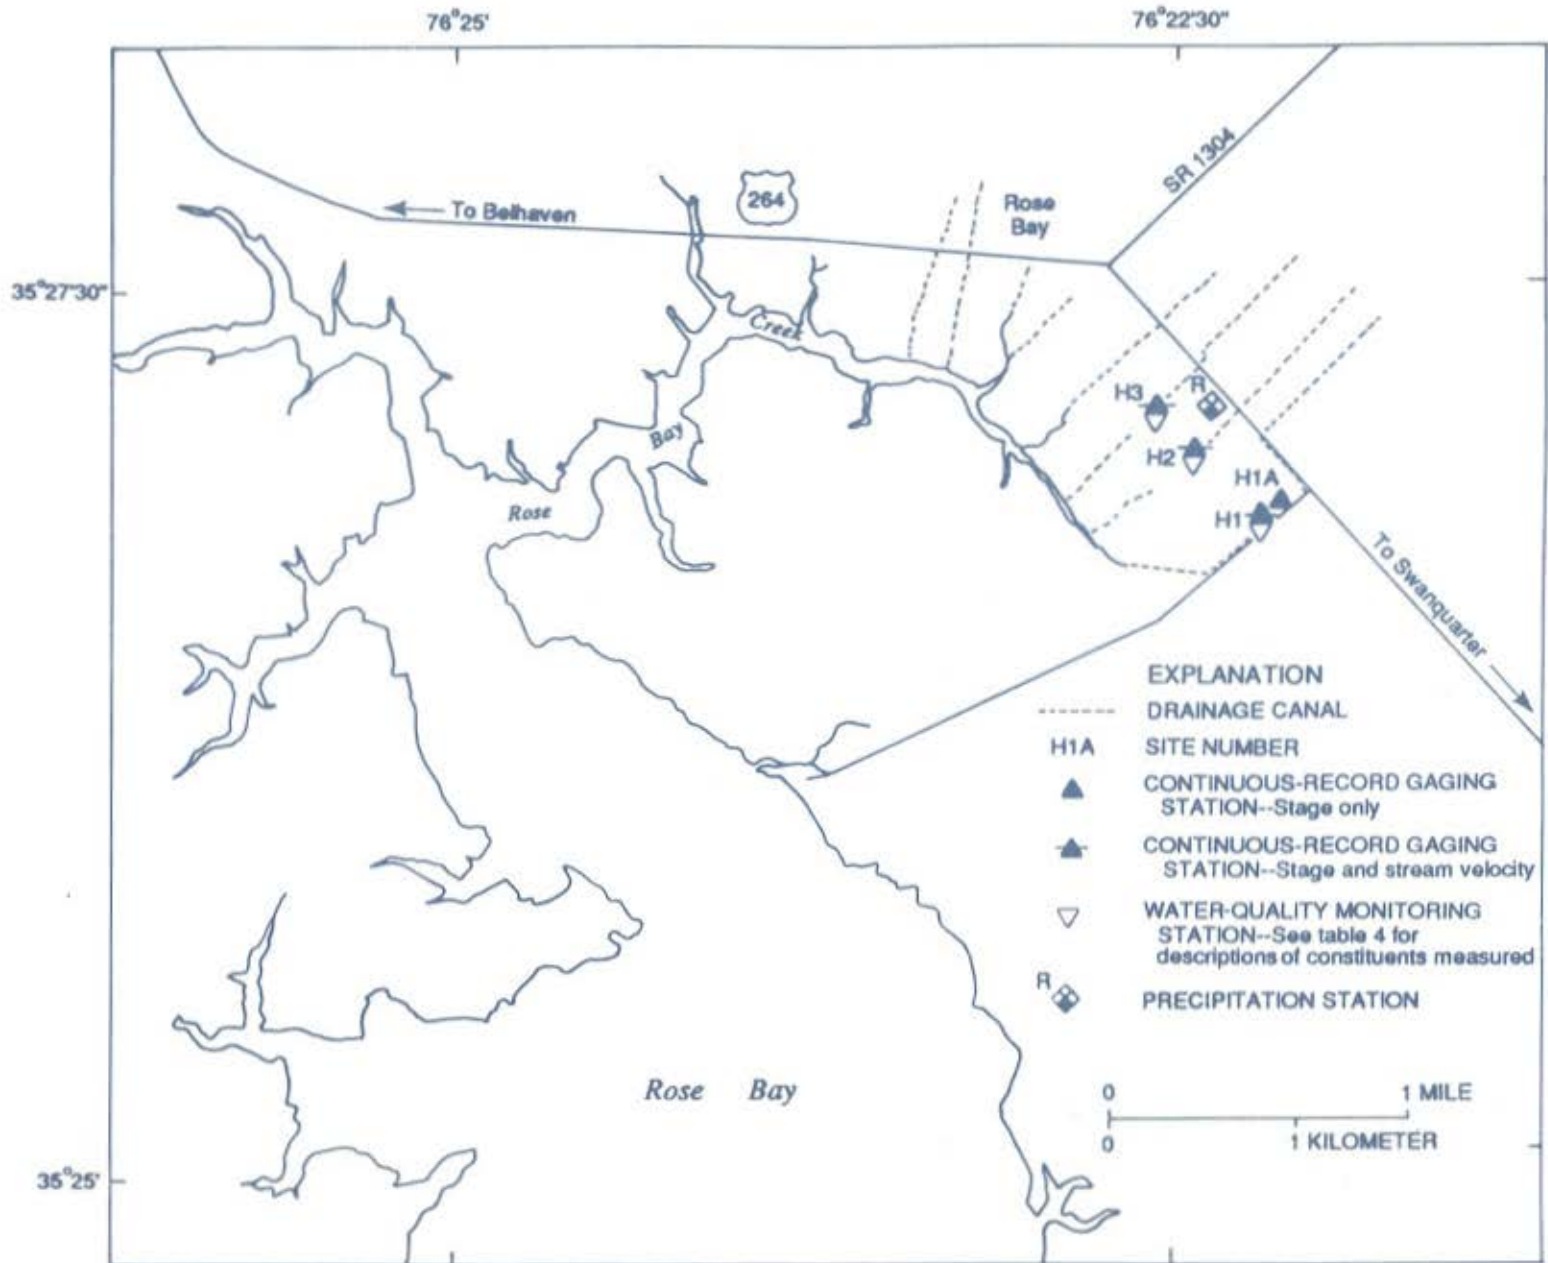 76°25'
76°22'30"
SR 1304
264
To Belhaven
Rose
Bay
35°27'30"
Creek
H3
R
Bay
H2
H1A
Rose
H1
To Swanquarter
EXPLANATION
DRAINAGE CANAL
H1A SITE NUMBER
CONTINUOUS-RECORD GAGING
STATION--Stage only
CONTINUOUS-RECORD GAGING
STATION--Stage and stream velocity
WATER-QUALITY MONITORING
STATION--See table 4 for
descriptions of constituents measured
R
PRECIPITATION STATION
Rose Bay
0 1 MILE
0 1 KILOMETER
35°25'